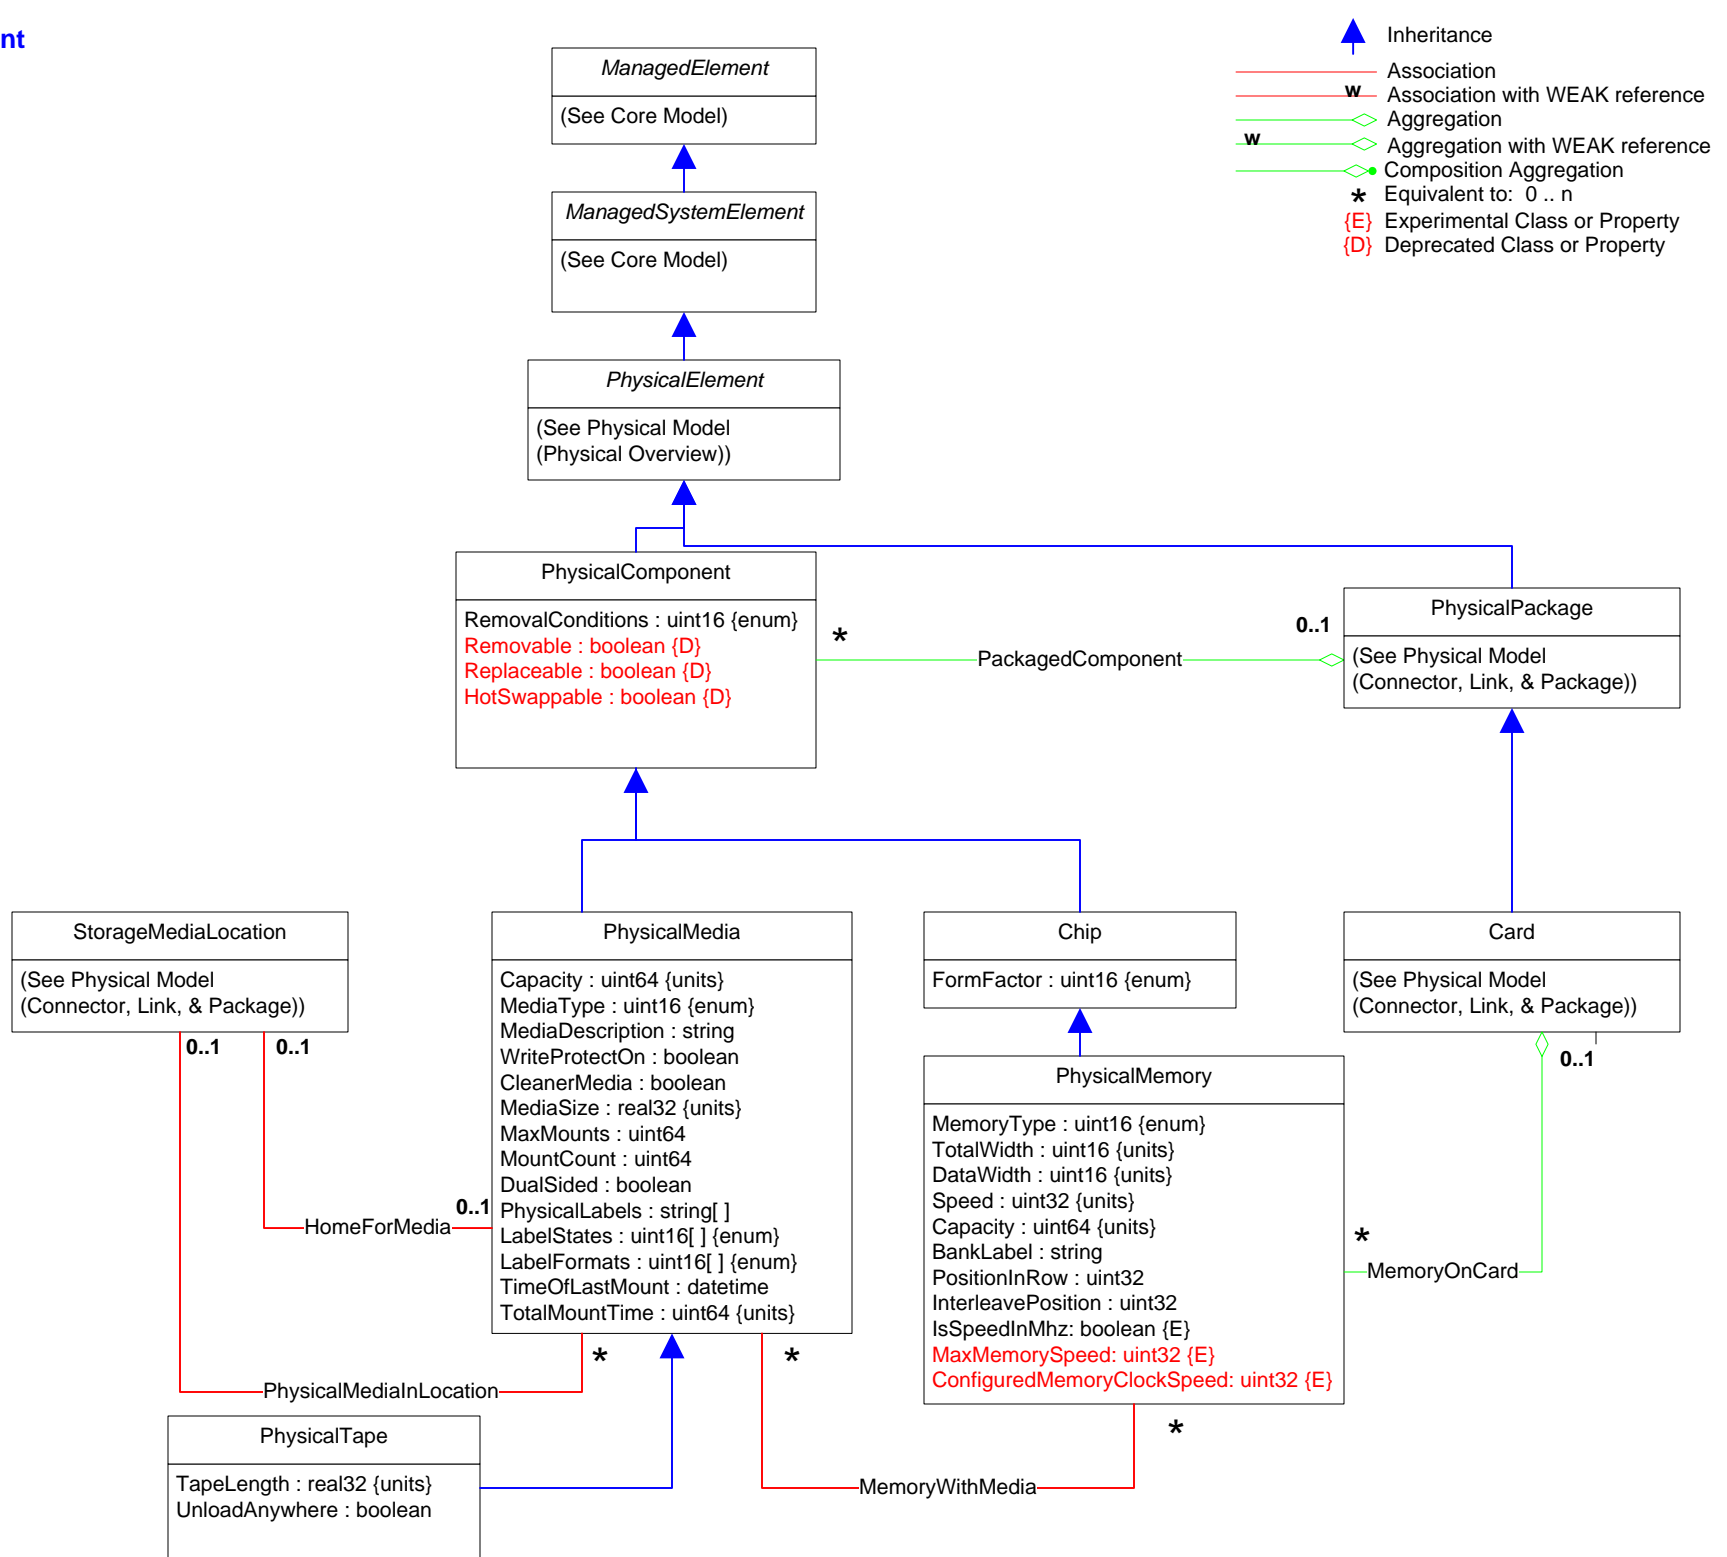 nt
Inheritance
Association
w
Association with WEAK reference
Aggregation
w
Aggregation with WEAK reference
Composition Aggregation
* Equivalent to: 0 .. n
{E} Experimental Class or Property
{D} Deprecated Class or Property
ManagedElement
(See Core Model)
ManagedSystemElement
(See Core Model)
PhysicalElement
(See Physical Model
(Physical Overview))
PhysicalComponent
RemovalConditions : uint16 {enum}
Removable : boolean {D}
Replaceable : boolean {D}
HotSwappable : boolean {D}
*
PackagedComponent
0..1
PhysicalPackage
(See Physical Model
(Connector, Link, & Package))
StorageMediaLocation
(See Physical Model
(Connector, Link, & Package))
0..1
0..1
HomeForMedia
0..1
PhysicalMedia
Capacity : uint64 {units}
MediaType : uint16 {enum}
MediaDescription : string
WriteProtectOn : boolean
CleanerMedia : boolean
MediaSize : real32 {units}
MaxMounts : uint64
MountCount : uint64
DualSided : boolean
PhysicalLabels : string[ ]
LabelStates : uint16[ ] {enum}
LabelFormats : uint16[ ] {enum}
TimeOfLastMount : datetime
TotalMountTime : uint64 {units}
*
*
PhysicalMediaInLocation
Chip
FormFactor : uint16 {enum}
PhysicalMemory
MemoryType : uint16 {enum}
TotalWidth : uint16 {units}
DataWidth : uint16 {units}
Speed : uint32 {units}
Capacity : uint64 {units}
BankLabel : string
PositionInRow : uint32
InterleavePosition : uint32
IsSpeedInMhz: boolean {E}
MaxMemorySpeed: uint32 {E}
ConfiguredMemoryClockSpeed: uint32 {E}
*
Card
(See Physical Model
(Connector, Link, & Package))
0..1
*
MemoryOnCard
PhysicalTape
TapeLength : real32 {units}
UnloadAnywhere : boolean
MemoryWithMedia